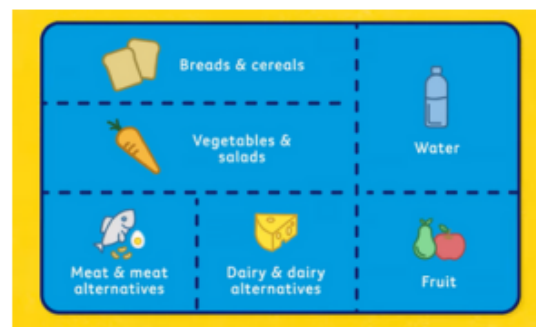 Breads & cereals
Water
Vegetables &
salads
Meat & meat
alternatives
Dairy & dairy
alternatives
Fruit